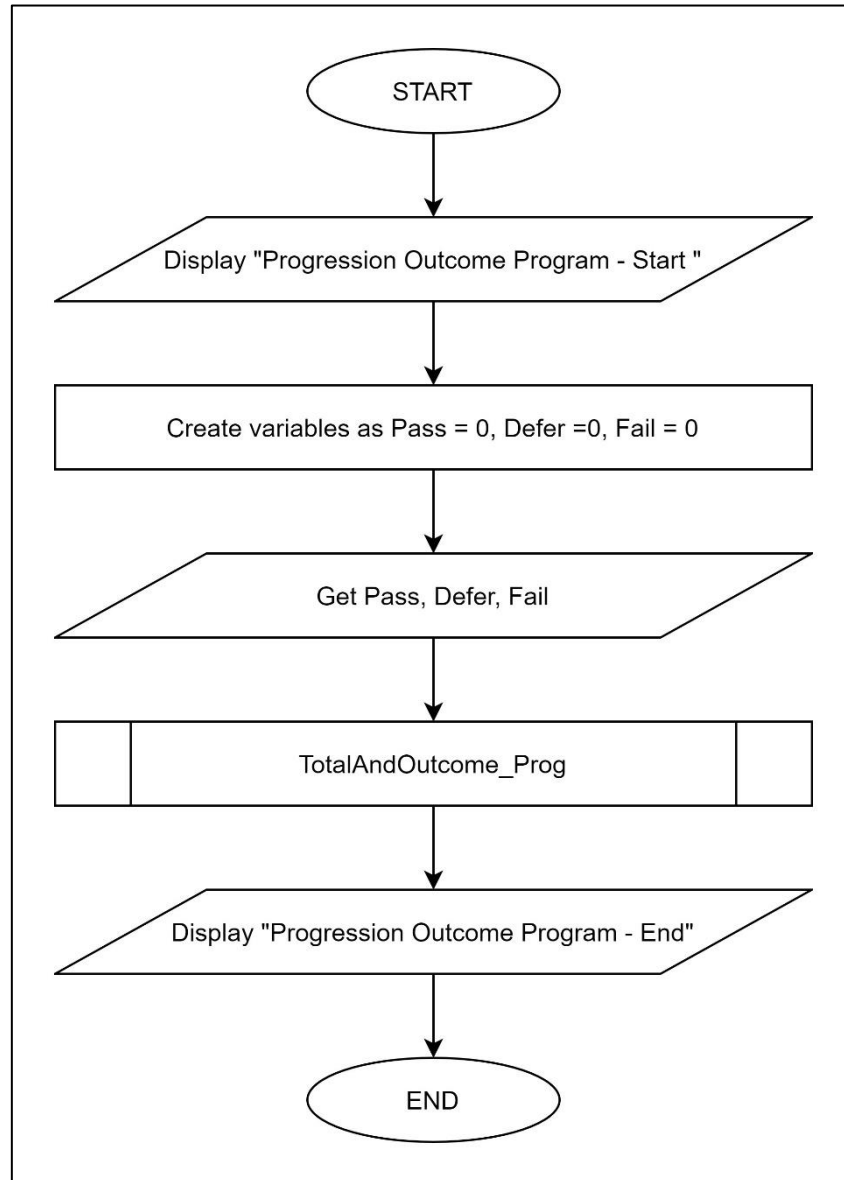 START
Display "Progression Outcome Program - Start "
Create variables as Pass = 0, Defer =0, Fail = 0
Get Pass, Defer, Fail
TotalAndOutcome_Prog
Display "Progression Outcome Program - End"
END